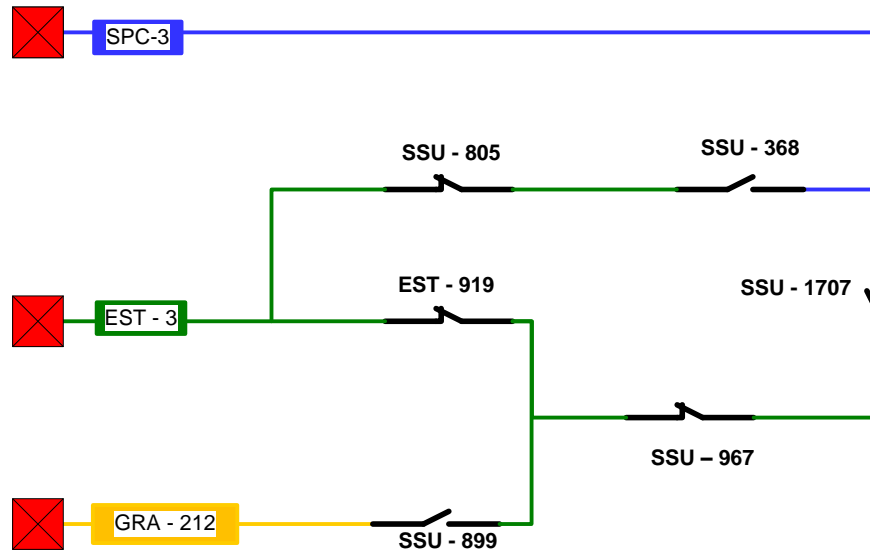 SPC-3
SSU - 805
SSU - 368
EST - 919
SSU - 1707
EST - 3
SSU – 967
GRA - 212
SSU - 899